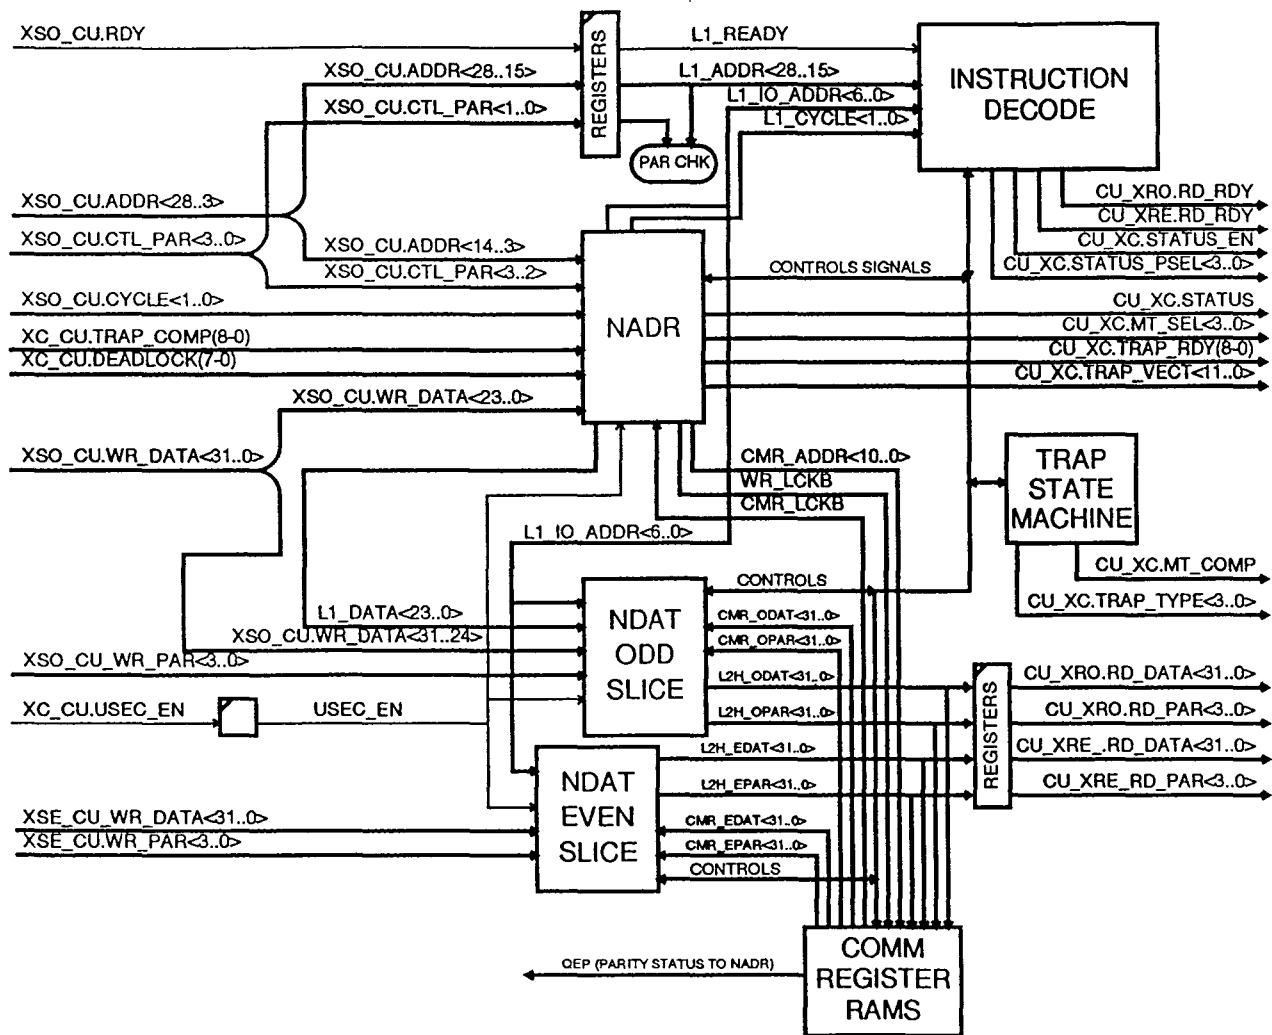 XSO_CU.RDY
L1_READY
REGISTERS
XSO_CU.ADDR<28..15>
L1_ADDR<28..15>
L1_IO_ADDR<6..0>
INSTRUCTION
DECODE
XSO_CU.CTL_PAR<1..0>
L1_CYCLE<1..0>
PAR CHK
XSO_CU.ADDR<28..3>
XSO_CU.CTL_PAR<3..0>
XSO_CU.ADDR<14..3>
XSO_CU.CTL_PAR<3..2>
CU_XRO.RD_RDY
CU_XRE.RD_RDY
CU_XC.STATUS_EN
CU_XC.STATUS_PSEL<3..0>
CONTROLS SIGNALS
XSO_CU.CYCLE<1..0>
XC_CU.TRAP_COMP(8-0)
XC_CU.DEADLOCK(7-0)
NADR
CU_XC.STATUS
CU_XC.MT_SEL<3..0>
CU_XC.TRAP_RDY(8-0)
CU_XC.TRAP_VECT<11..0>
XSO_CU.WR_DATA<23..0>
XSO_CU.WR_DATA<31..0>
CMR_ADDR<10..0>
WR_LCKB
CMR_LCKB
TRAP
STATE
MACHINE
L1_IO_ADDR<6..0>
CU_XC.MT_COMP
CU_XC.TRAP_TYPE<3..0>
CONTROLS
L1_DATA<23..0>
XSO_CU.WR_DATA<31..24>
XSO_CU_WR_PAR<3..0>
NDAT
ODD
SLICE
CMR_ODAT<31..0>
CMR_OPAR<31..0>
L2H_ODAT<31..0>
L2H_OPAR<31..0>
XC_CU.USEC_EN
USEC_EN
REGISTERS
CU_XRO.RD_DATA<31..0>
CU_XRO.RD_PAR<3..0>
CU_XRE_.RD_DATA<31..0>
CU_XRE_RD_PAR<3..0>
NDAT
EVEN
SLICE
L2H_EDAT<31..0>
L2H_EPAR<31..0>
XSE_CU_WR_DATA<31..0>
XSE_CU.WR_PAR<3..0>
CMR_EDAT<31..0>
CMR_EPAR<31..0>
CONTROLS
COMM
REGISTER
RAMS
QEP (PARITY STATUS TO NADR)